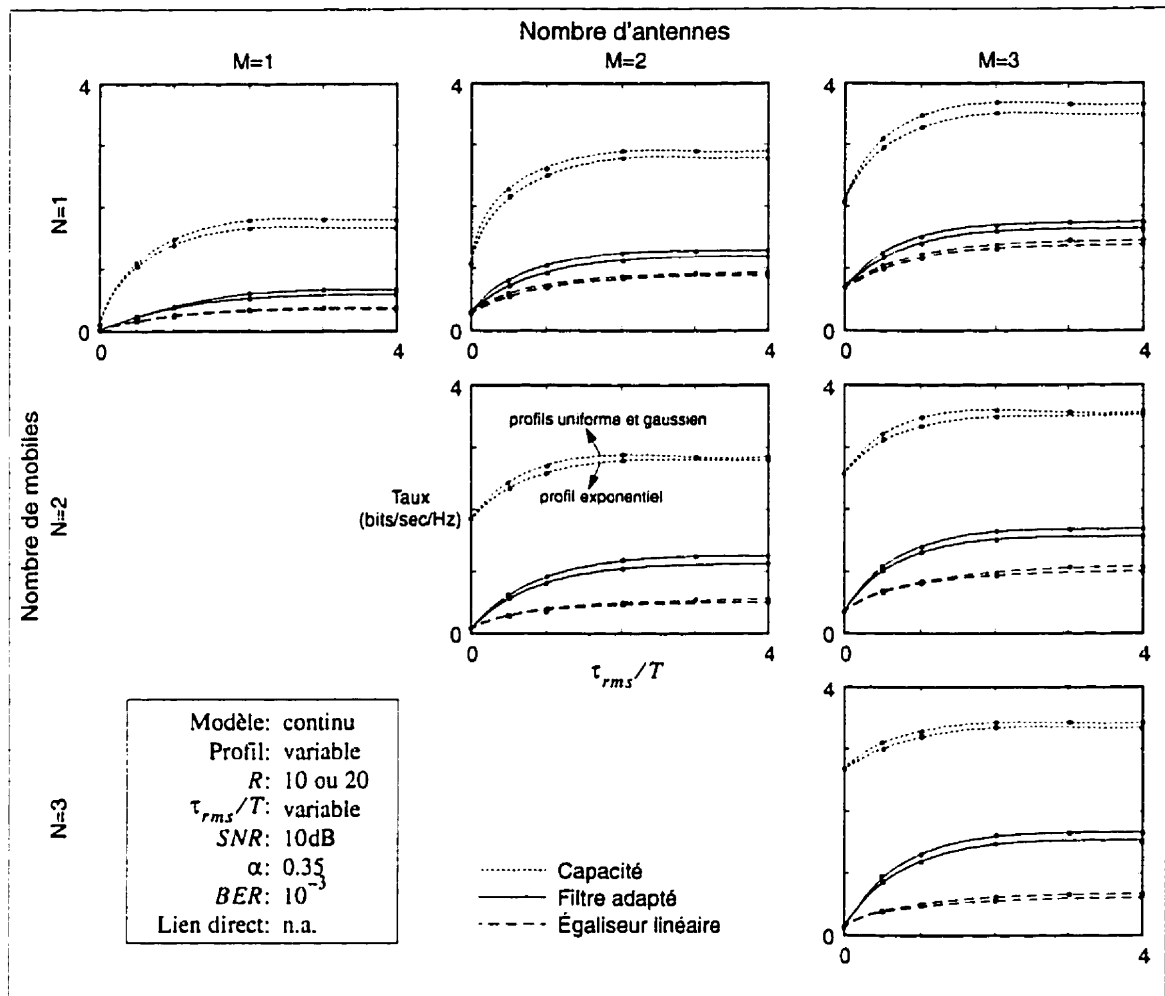 Nombre d'antennes
M=1
M=2
M=3
Nombre de mobiles
N=1
4
0
0
4
4
0
0
4
4
0
0
4
N=2
4
profils uniforme et gaussien
profil exponentiel
Taux
(bits/sec/Hz)
0
0
4
τrms/T
4
0
0
4
N=3
Modèle: continu
Profil: variable
R: 10 ou 20
τrms/T: variable
SNR: 10dB
α: 0.35
BER: 10⁻³
Lien direct: n.a.
Capacité
Filtre adapté
Égaliseur linéaire
4
0
0
4